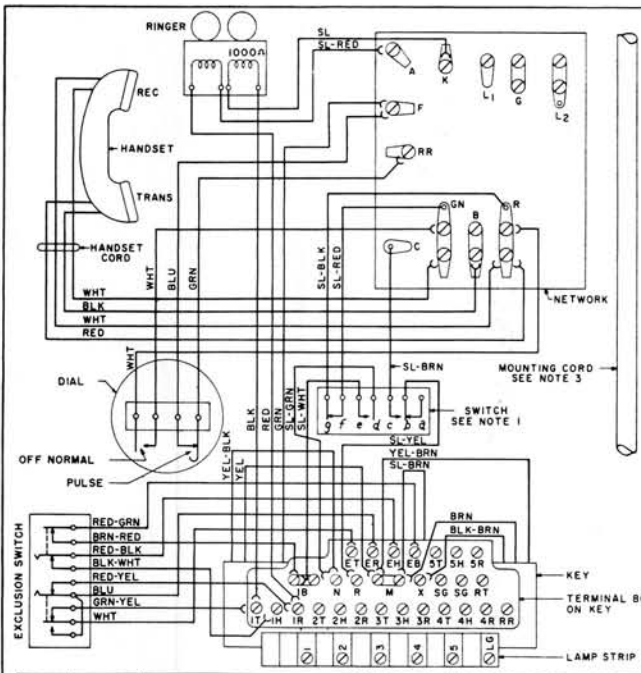 RINGER
1000Ω
SL
SL-RED
A
K
L1
G
L2
REC
F
HANDSET
RR
TRANS
GN
B
R
C
HANDSET CORD
WHT
BLU
GRN
SL-BLK
SL-RED
WHT
BLK
WHT
RED
NETWORK
WHT
SL-BRN
MOUNTING CORD
SEE NOTE 3
DIAL
BLK
RED
GRN
SL-GRN
SL-WHT
g f e d c b a
SWITCH
SEE NOTE 1
OFF NORMAL
PULSE
YEL-BLK
YEL
SL-YEL
YEL-BRN
SL-BRN
EXCLUSION SWITCH
RED-GRN
BRN-RED
RED-BLK
BLK-WHT
RED-YEL
BLU
GRN-YEL
WHT
BRN
BLK-BRN
ET ER EH EB 5T 5H 5R
B N R M X SG SG RT
1T 1H 1R 2T 2H 2R 3T 3H 3R 4T 4H 4R RR
KEY
TERMINAL BO
ON KEY
1 2 3 4 5 LG
LAMP STRIP